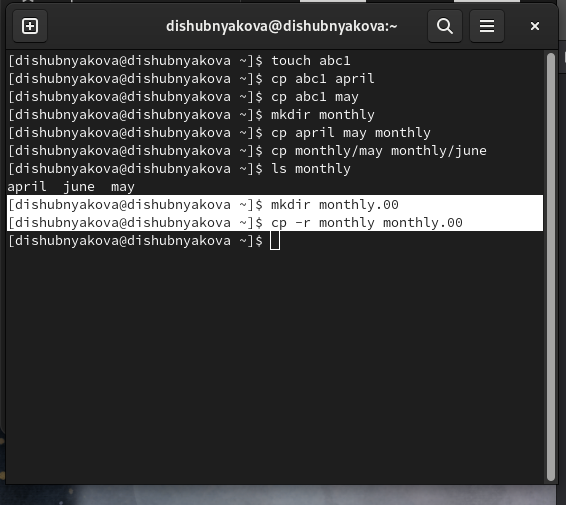 dishubnyakova@dishubnyakova:~
[dishubnyakova@dishubnyakova ~]$ touch abc1
[dishubnyakova@dishubnyakova ~]$ cp abc1 april
[dishubnyakova@dishubnyakova ~]$ cp abc1 may
[dishubnyakova@dishubnyakova ~]$ mkdir monthly
[dishubnyakova@dishubnyakova ~]$ cp april may monthly
[dishubnyakova@dishubnyakova ~]$ cp monthly/may monthly/june
[dishubnyakova@dishubnyakova ~]$ ls monthly
april  june  may
[dishubnyakova@dishubnyakova ~]$ mkdir monthly.00
[dishubnyakova@dishubnyakova ~]$ cp -r monthly monthly.00
[dishubnyakova@dishubnyakova ~]$